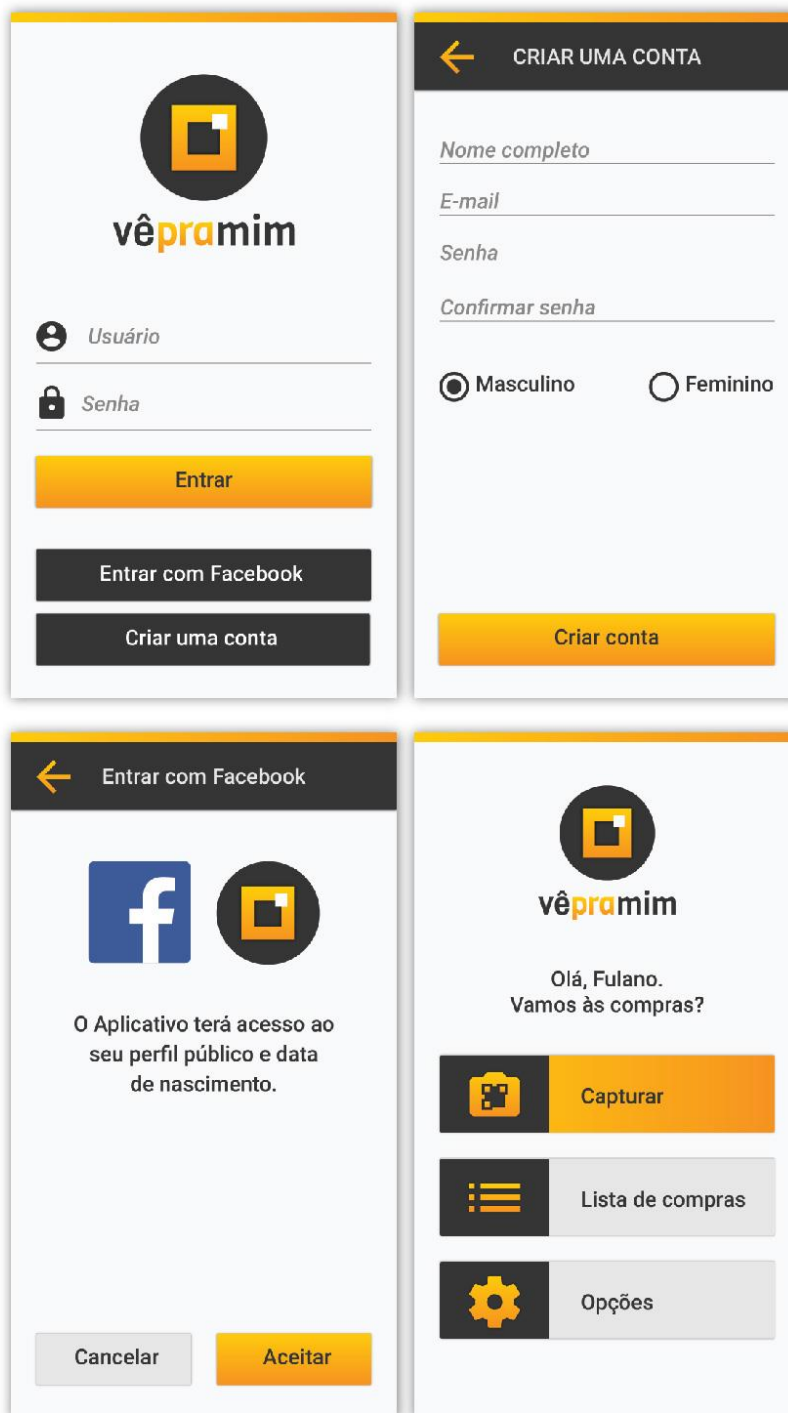 vêpramim
Usuário
Senha
Entrar
Entrar com Facebook
Criar uma conta
CRIAR UMA CONTA
Nome completo
E-mail
Senha
Confirmar senha
Masculino Feminino
Criar conta
Entrar com Facebook
O Aplicativo terá acesso ao
seu perfil público e data
de nascimento.
Cancelar Aceitar
vêpramim
Olá, Fulano.
Vamos às compras?
Capturar
Lista de compras
Opções